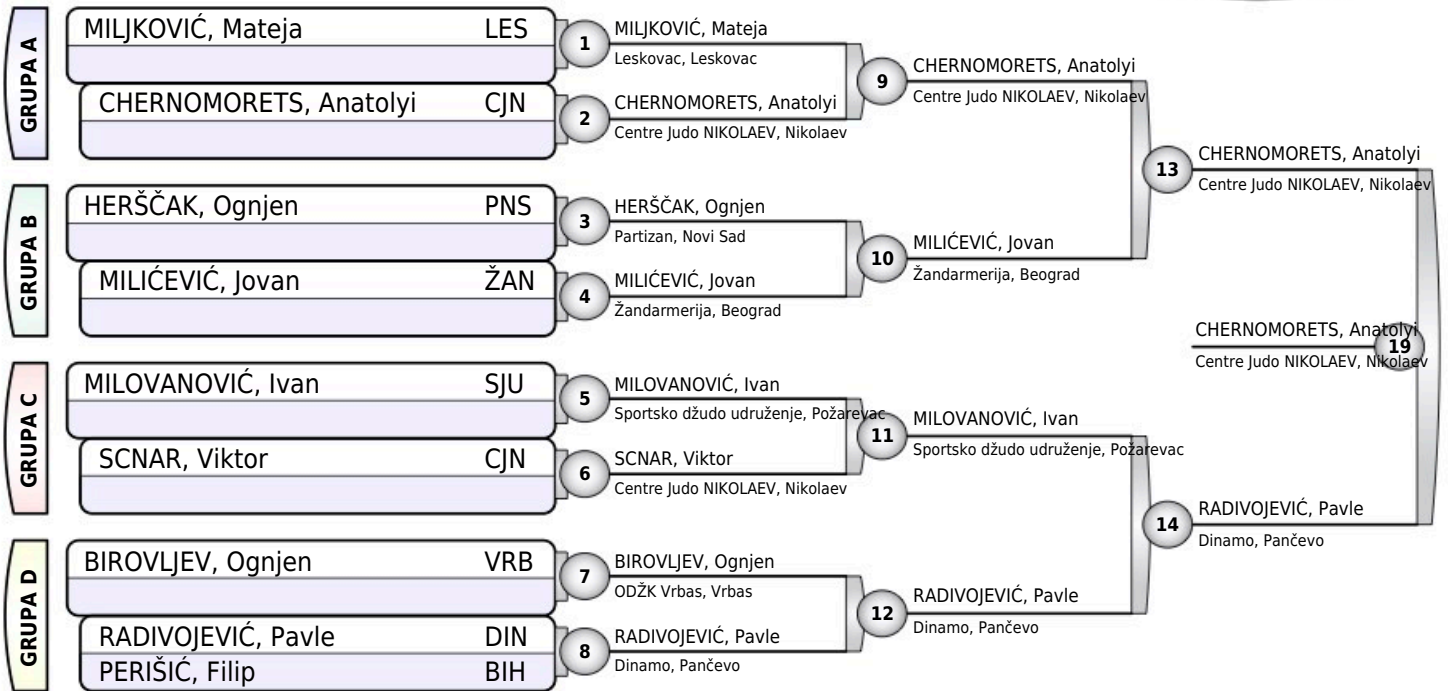 GRUPA A
MILJKOVIĆ, Mateja LES
CHERNOMORETS, Anatolyi CJN
GRUPA B
HERŠČAK, Ognjen PNS
MILIĆEVIĆ, Jovan ŽAN
GRUPA C
MILOVANOVIĆ, Ivan SJU
SCNAR, Viktor CJN
GRUPA D
BIROVLJEV, Ognjen VRB
RADIVOJEVIĆ, Pavle DIN
PERIŠIĆ, Filip BIH
1
MILJKOVIĆ, Mateja
Leskovac, Leskovac
2
CHERNOMORETS, Anatolyi
Centre Judo NIKOLAEV, Nikolaev
3
HERŠČAK, Ognjen
Partizan, Novi Sad
4
MILIĆEVIĆ, Jovan
Žandarmerija, Beograd
5
MILOVANOVIĆ, Ivan
Sportsko džudo udruženje, Požarevac
6
SCNAR, Viktor
Centre Judo NIKOLAEV, Nikolaev
7
BIROVLJEV, Ognjen
ODŽK Vrbas, Vrbas
8
RADIVOJEVIĆ, Pavle
Dinamo, Pančevo
9
CHERNOMORETS, Anatolyi
Centre Judo NIKOLAEV, Nikolaev
10
MILIĆEVIĆ, Jovan
Žandarmerija, Beograd
11
MILOVANOVIĆ, Ivan
Sportsko džudo udruženje, Požarevac
12
RADIVOJEVIĆ, Pavle
Dinamo, Pančevo
13
CHERNOMORETS, Anatolyi
Centre Judo NIKOLAEV, Nikolaev
14
RADIVOJEVIĆ, Pavle
Dinamo, Pančevo
CHERNOMORETS, Anatolyi
19
Centre Judo NIKOLAEV, Nikolaev